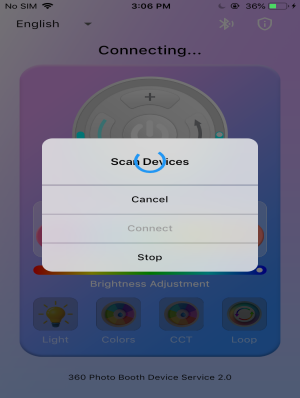 No SIM 3:06 PM 36%
English
Connecting...
Scan Devices
Cancel
Connect
Stop
Brightness Adjustment
Light Colors CCT Loop
360 Photo Booth Device Service 2.0